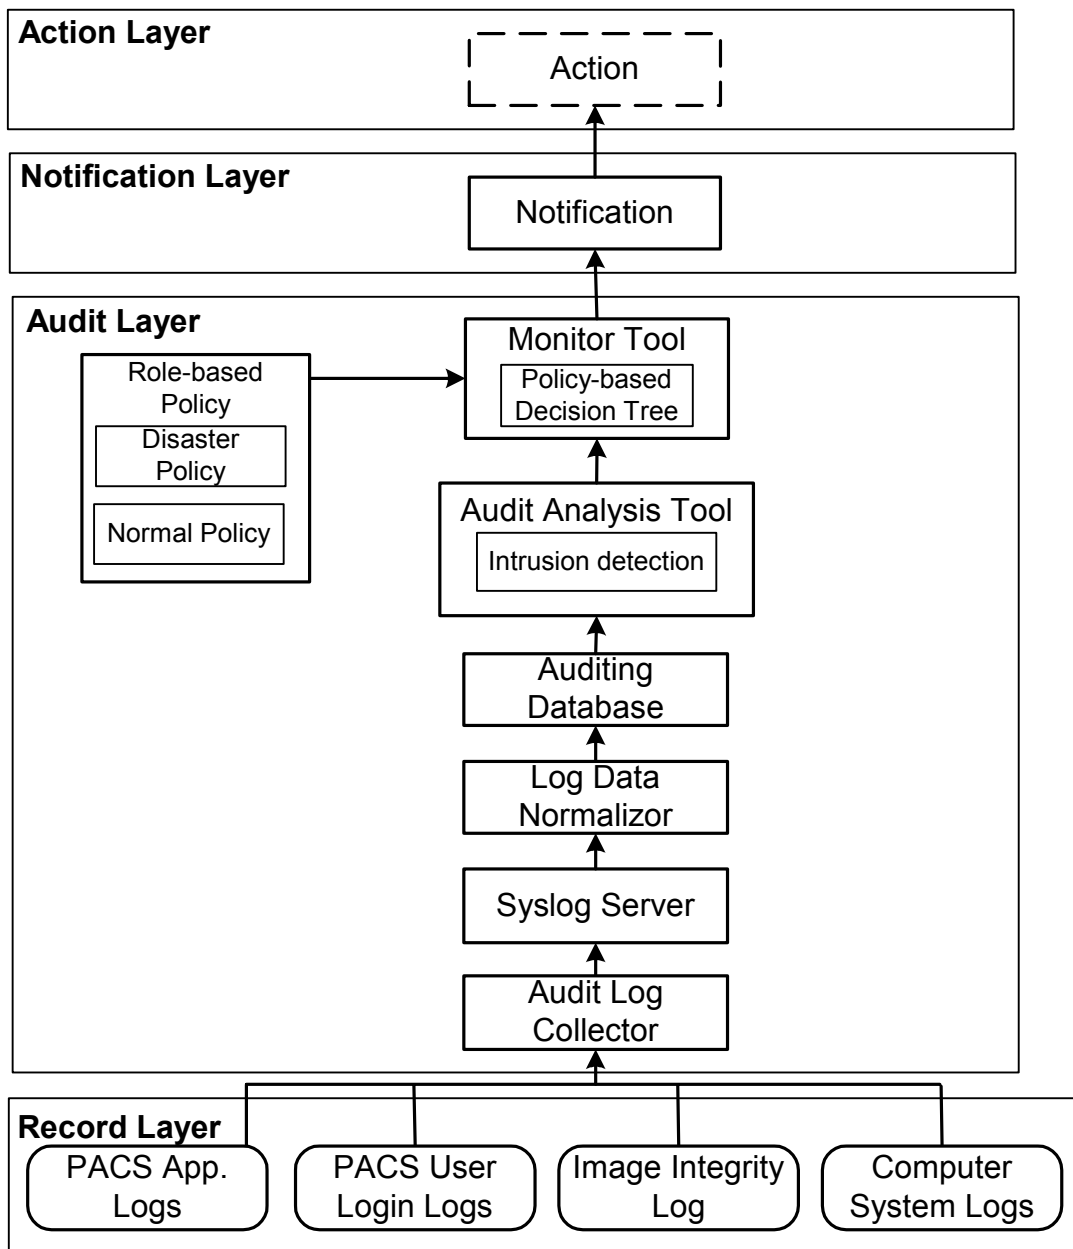 Action Layer
Action
Notification Layer
Notification
Audit Layer
Monitor Tool
Policy-based
Decision Tree
Role-based
Policy
Disaster
Policy
Normal Policy
Audit Analysis Tool
Intrusion detection
Auditing
Database
Log Data
Normalizor
Syslog Server
Audit Log
Collector
Record Layer
PACS App.
Logs
PACS User
Login Logs
Image Integrity
Log
Computer
System Logs